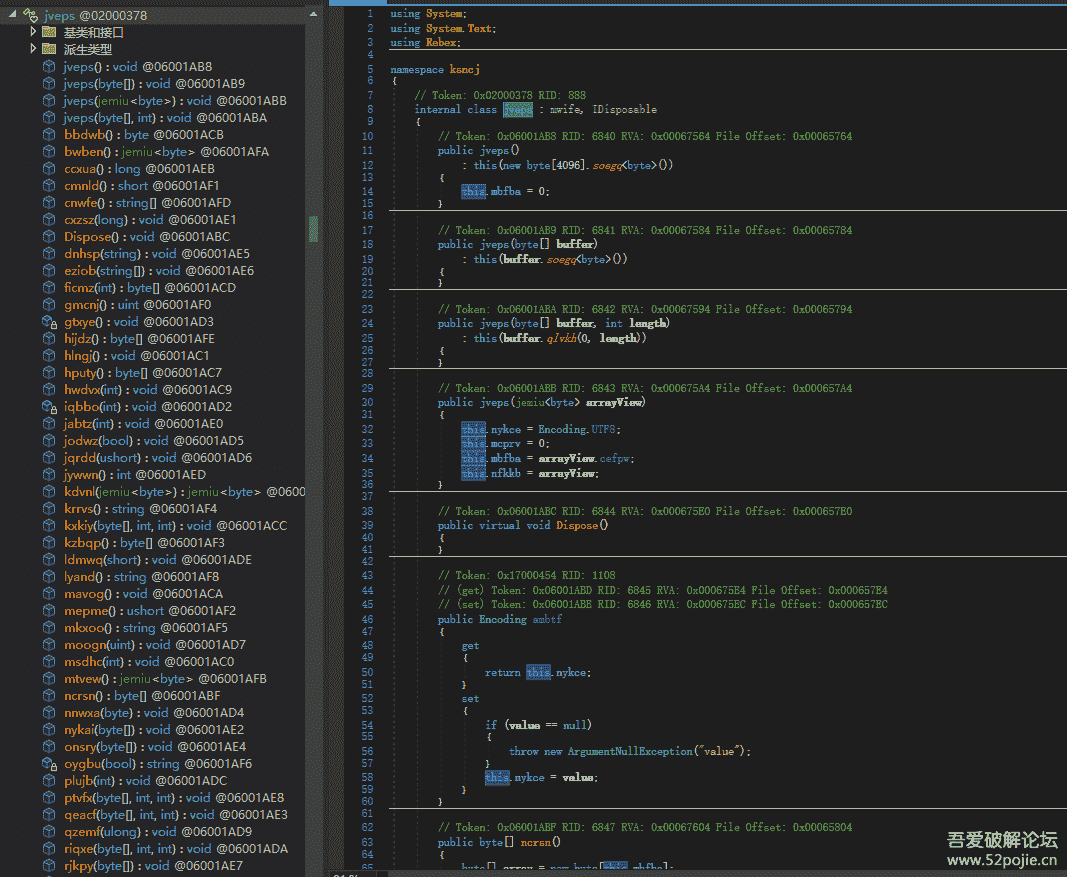 jveps @02000378
基类和接口
派生类型
jveps() : void @06001AB8
jveps(byte[]) : void @06001AB9
jveps(jemiu<byte>) : void @06001ABB
jveps(byte[], int) : void @06001ABA
bbdwb() : byte @06001ACB
bwben() : jemiu<byte> @06001AFA
ccxua() : long @06001AEB
cmnld() : short @06001AF1
cnwfe() : string[] @06001AFD
cxzsz(long) : void @06001AE1
Dispose() : void @06001ABC
dnhsp(string) : void @06001AE5
eziob(string[]) : void @06001AE6
ficmz(int) : byte[] @06001ACD
gmcnj() : uint @06001AF0
gtxye() : void @06001AD3
hijdz() : byte[] @06001AFE
hlngj() : void @06001AC1
hputy() : byte[] @06001AC7
hwdvx(int) : void @06001AC9
iqbbo(int) : void @06001AD2
jabtz(int) : void @06001AE0
jodwz(bool) : void @06001AD5
jqrdd(ushort) : void @06001AD6
jywwn() : int @06001AED
kdvnl(jemiu<byte>) : jemiu<byte> @0600
krrvs() : string @06001AF4
kxkiy(byte[], int, int) : void @06001ACC
kzbqp() : byte[] @06001AF3
ldmwq(short) : void @06001ADE
lyand() : string @06001AF8
mavog() : void @06001ACA
mepme() : ushort @06001AF2
mkxoo() : string @06001AF5
moogn(uint) : void @06001AD7
msdhc(int) : void @06001AC0
mtvew() : jemiu<byte> @06001AFB
ncrsn() : byte[] @06001ABF
nnwxa(byte) : void @06001AD4
nykai(byte[]) : void @06001AE2
onsry(byte[]) : void @06001AE4
oygbu(bool) : string @06001AF6
plujb(int) : void @06001ADC
ptvfx(byte[], int, int) : void @06001AE8
qeacf(byte[], int, int) : void @06001AE3
qzemf(ulong) : void @06001AD9
riqxe(byte[], int, int) : void @06001ADA
rjkpy(byte[]) : void @06001AE7
1 using System;
2 using System.Text;
3 using Rebex;
4
5 namespace ksncj
6 {
7 // Token: 0x02000378 RID: 888
8 internal class jveps : mwife, IDisposable
9 {
10 // Token: 0x06001AB8 RID: 6840 RVA: 0x00067564 File Offset: 0x00065764
11 public jveps()
12 : this(new byte[4096].soegq<byte>())
13 {
14 this.mbfba = 0;
15 }
16
17 // Token: 0x06001AB9 RID: 6841 RVA: 0x00067584 File Offset: 0x00065784
18 public jveps(byte[] buffer)
19 : this(buffer.soegq<byte>())
20 {
21 }
22
23 // Token: 0x06001ABA RID: 6842 RVA: 0x00067594 File Offset: 0x00065794
24 public jveps(byte[] buffer, int length)
25 : this(buffer.qlvkh(0, length))
26 {
27 }
28
29 // Token: 0x06001ABB RID: 6843 RVA: 0x000675A4 File Offset: 0x000657A4
30 public jveps(jemiu<byte> arrayView)
31 {
32 this.nykce = Encoding.UTF8;
33 this.mcprv = 0;
34 this.mbfba = arrayView.cefpw;
35 this.nfkkb = arrayView;
36 }
37
38 // Token: 0x06001ABC RID: 6844 RVA: 0x000675E0 File Offset: 0x000657E0
39 public virtual void Dispose()
40 {
41 }
42
43 // Token: 0x17000454 RID: 1108
44 // (get) Token: 0x06001ABD RID: 6845 RVA: 0x000675E4 File Offset: 0x000657E4
45 // (set) Token: 0x06001ABE RID: 6846 RVA: 0x000675EC File Offset: 0x000657EC
46 public Encoding ambtf
47 {
48 get
49 {
50 return this.nykce;
51 }
52 set
53 {
54 if (value == null)
55 {
56 throw new ArgumentNullException("value");
57 }
58 this.nykce = value;
59 }
60 }
61
62 // Token: 0x06001ABF RID: 6847 RVA: 0x00067604 File Offset: 0x00065804
63 public byte[] ncrsn()
64 {
65 byte[] array = new byte[this.mbfba];
吾爱破解论坛
www.52pojie.cn